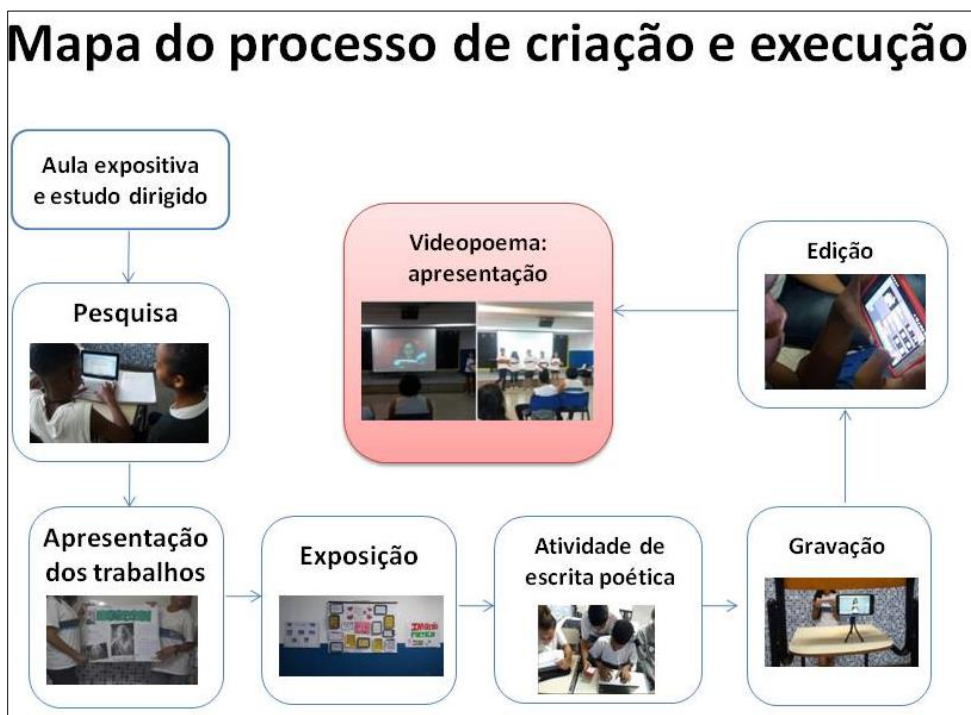 Mapa do processo de criação e execução
Aula expositiva
e estudo dirigido
Pesquisa
Apresentação
dos trabalhos
Exposição
Atividade de
escrita poética
Gravação
Edição
Videopoema:
apresentação